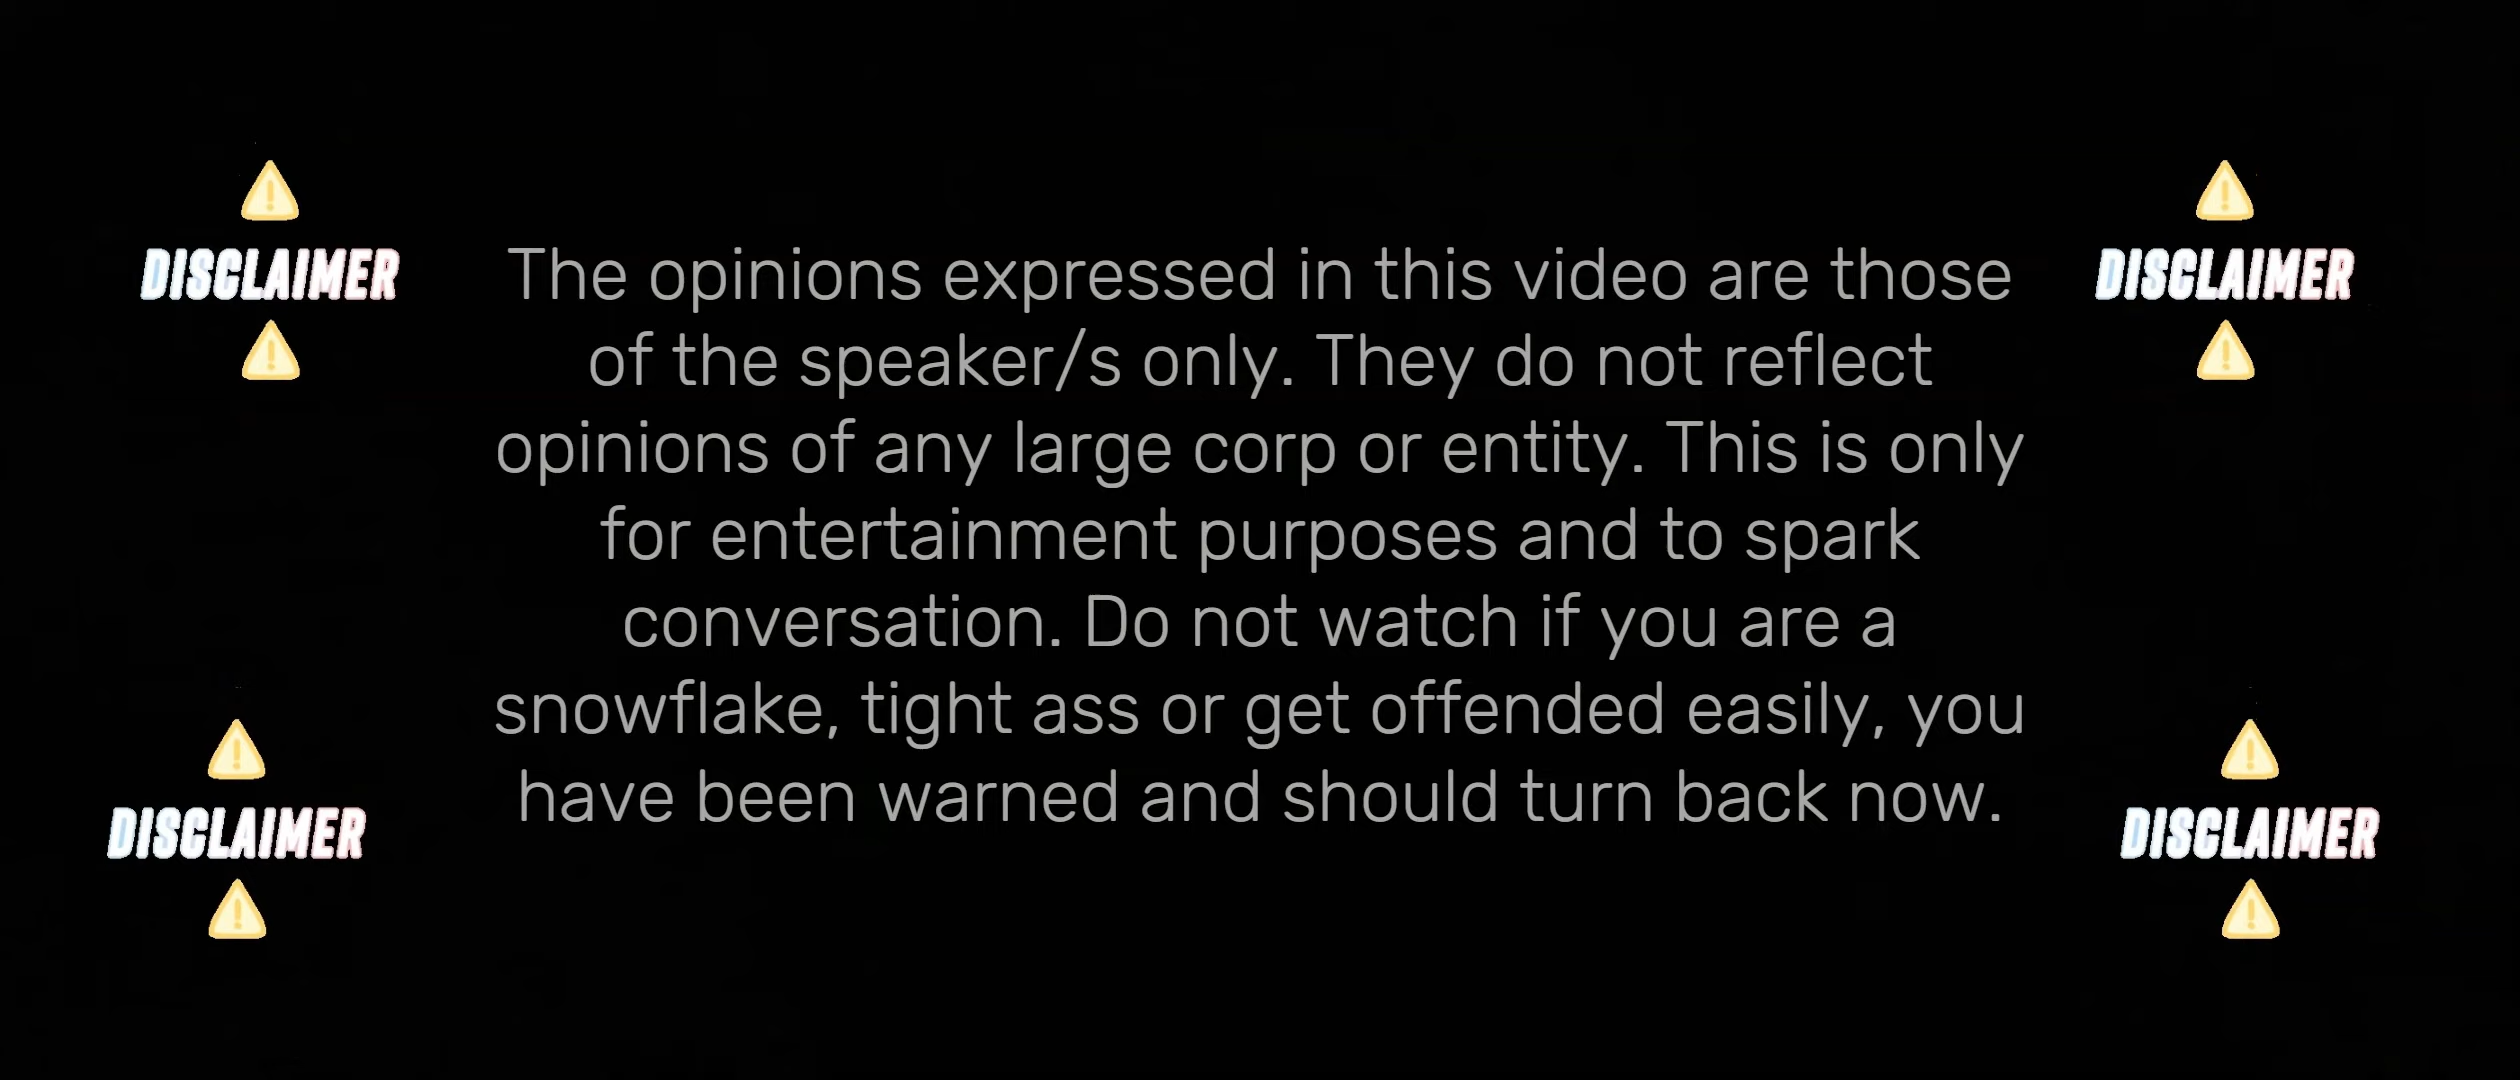 DISCLAIMER
DISCLAIMER
The opinions expressed in this video are those
of the speaker/s only. They do not reflect
opinions of any large corp or entity. This is only
for entertainment purposes and to spark
conversation. Do not watch if you are a
snowflake, tight ass or get offended easily, you
have been warned and should turn back now.
DISCLAIMER
DISCLAIMER